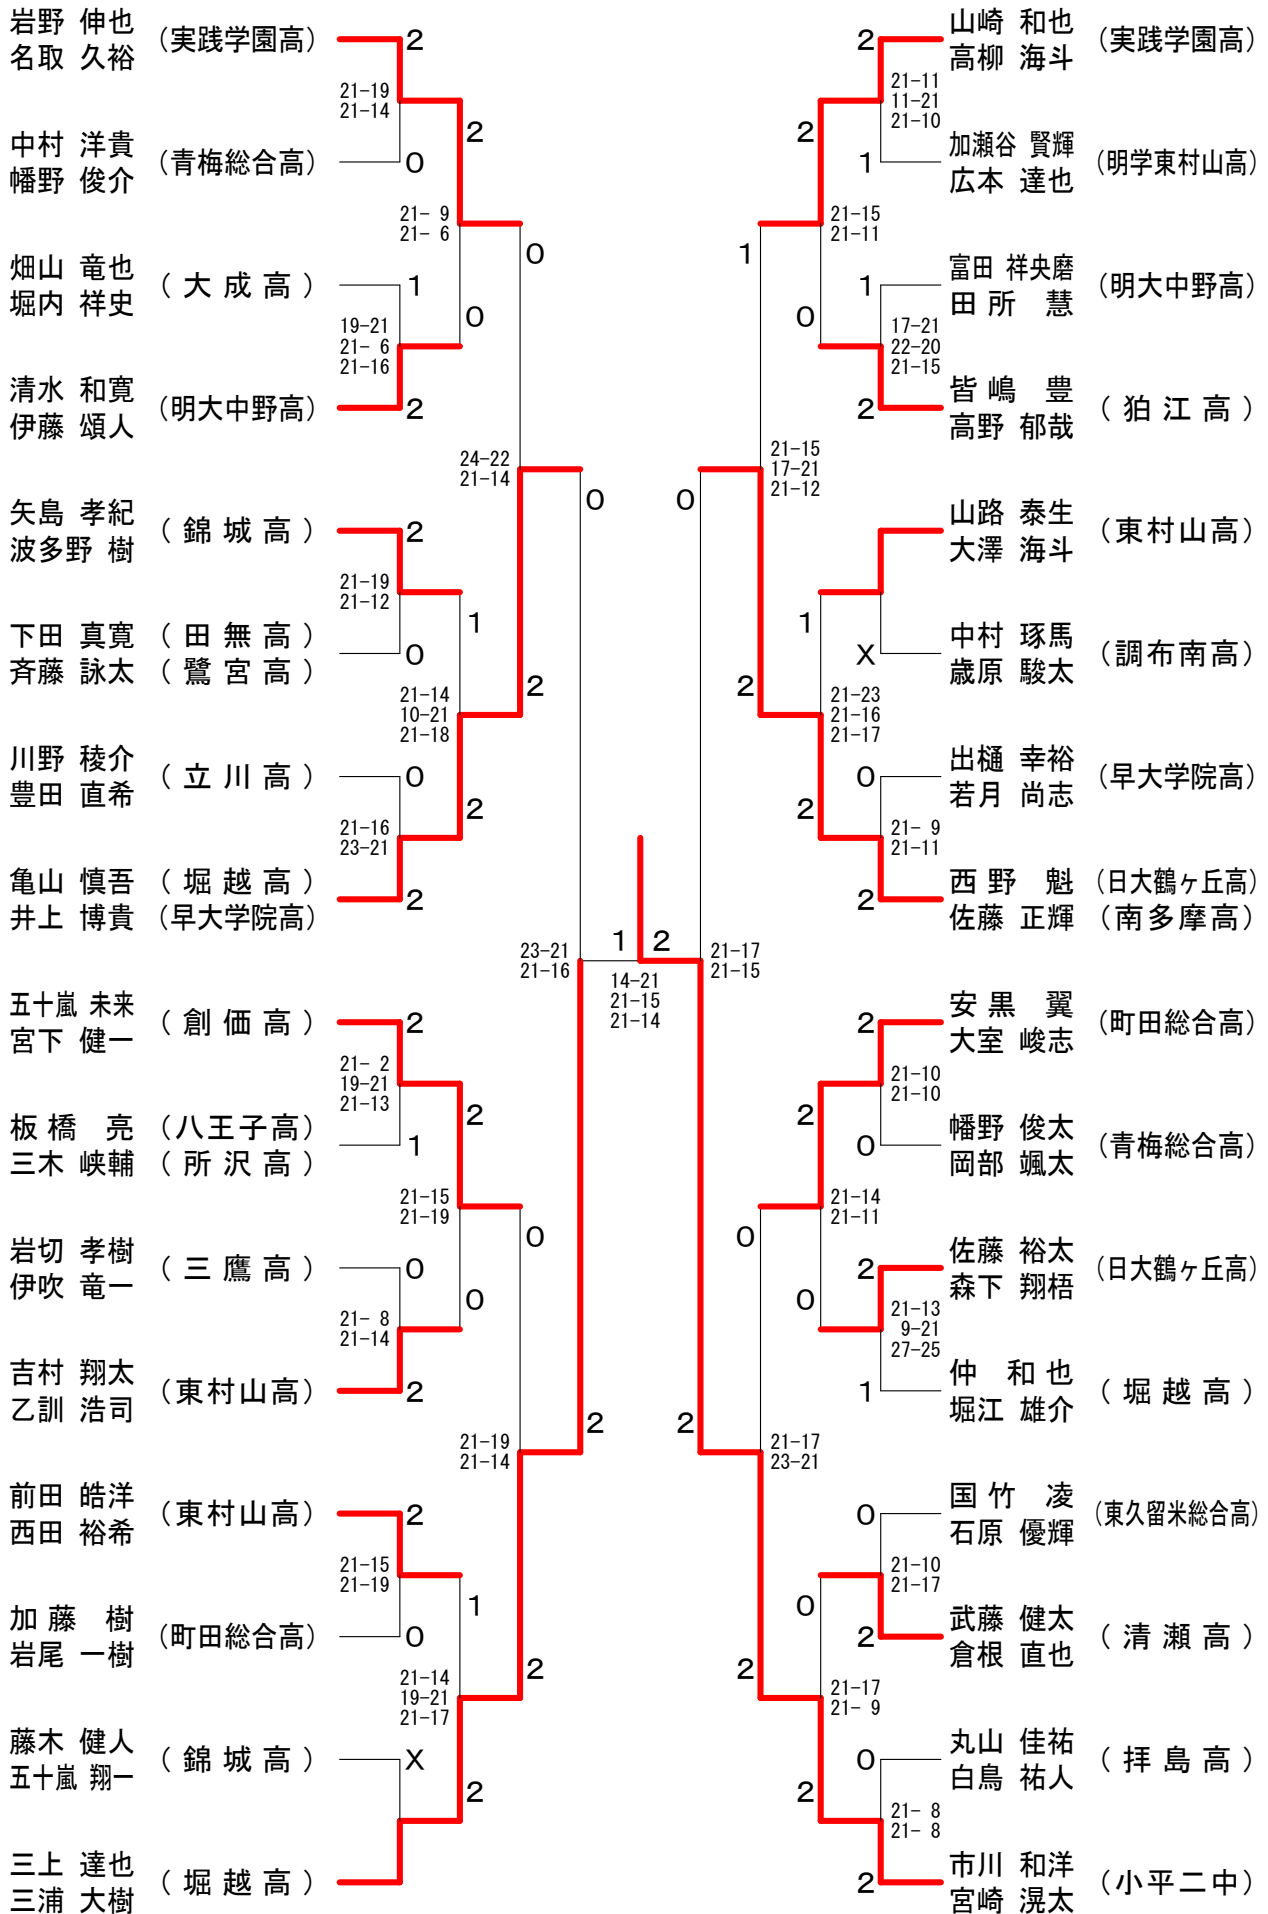 岩野 伸也
名取 久裕
(実践学園高)
2
21-19
21-14
中村 洋貴
幡野 俊介
(青梅総合高)
0
2
21- 9
21- 6
畑山 竜也
堀内 祥史
(大成高)
1
19-21
21- 6
21-16
清水 和寛
伊藤 頌人
(明大中野高)
2
0
0
24-22
21-14
矢島 孝紀
波多野 樹
(錦城高)
2
21-19
21-12
下田 真寛 (田無高)
斉藤 詠太 (鷺宮高)
0
1
21-14
10-21
21-18
川野 稜介
豊田 直希
(立川高)
0
21-16
23-21
亀山 慎吾 (堀越高)
井上 博貴 (早大学院高)
2
2
2
0
23-21
21-16
五十嵐 未来
宮下 健一
(創価高)
2
21- 2
19-21
21-13
板橋 亮 (八王子高)
三木 峡輔 (所沢高)
1
2
21-15
21-19
岩切 孝樹
伊吹 竜一
(三鷹高)
0
21- 8
21-14
吉村 翔太
乙訓 浩司
(東村山高)
2
0
0
21-19
21-14
前田 皓洋
西田 裕希
(東村山高)
2
21-15
21-19
加藤 樹
岩尾 一樹
(町田総合高)
0
1
21-14
19-21
21-17
藤木 健人
五十嵐 翔一
(錦城高)
X
三上 達也
三浦 大樹
(堀越高)
2
2
2
1 2
14-21
21-15
21-14
山崎 和也
高柳 海斗
(実践学園高)
2
21-11
11-21
21-10
加瀬谷 賢輝
広本 達也
(明学東村山高)
1
2
21-15
21-11
富田 祥央磨
田所 慧
(明大中野高)
1
17-21
22-20
21-15
皆嶋 豊
高野 郁哉
(狛江高)
2
0
1
21-15
17-21
21-12
山路 泰生
大澤 海斗
(東村山高)
中村 琢馬
歳原 駿太
(調布南高)
X
1
21-23
21-16
21-17
出樋 幸裕
若月 尚志
(早大学院高)
0
21- 9
21-11
西野 魁 (日大鶴ヶ丘高)
佐藤 正輝 (南多摩高)
2
2
2
0
21-17
21-15
安黒 翼
大室 峻志
(町田総合高)
2
21-10
21-10
幡野 俊太
岡部 颯太
(青梅総合高)
0
2
21-14
21-11
佐藤 裕太
森下 翔梧
(日大鶴ヶ丘高)
2
21-13
9-21
27-25
仲 和也
堀江 雄介
(堀越高)
1
0
0
21-17
23-21
国竹 凌
石原 優輝
(東久留米総合高)
0
21-10
21-17
武藤 健太
倉根 直也
(清瀬高)
2
0
21-17
21- 9
丸山 佳祐
白鳥 祐人
(拝島高)
0
21- 8
21- 8
市川 和洋
宮崎 滉太
(小平二中)
2
2
2
2